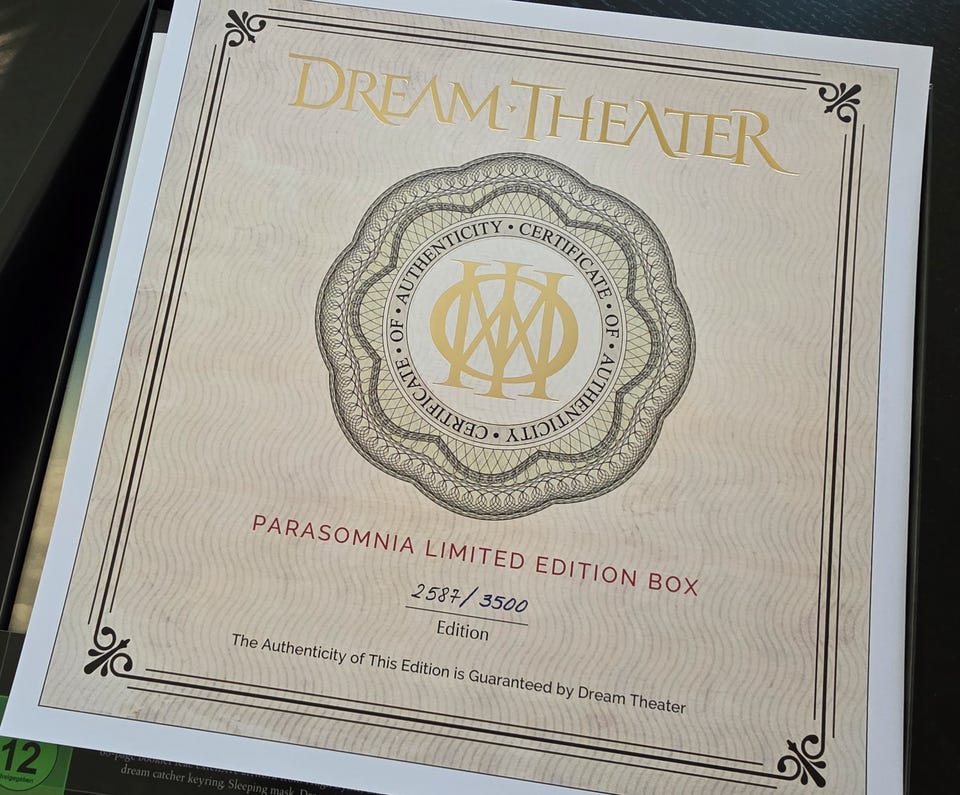 DREAM·THEATER
CERTIFICATE • OF • AUTHENTICITY • CERTIFICATE • OF • AUTHENTICITY •
PARASOMNIA LIMITED EDITION BOX
2587/3500
Edition
The Authenticity of This Edition is Guaranteed by Dream Theater
12
freigegeben
dream catcher keyring. Sleeping mask.